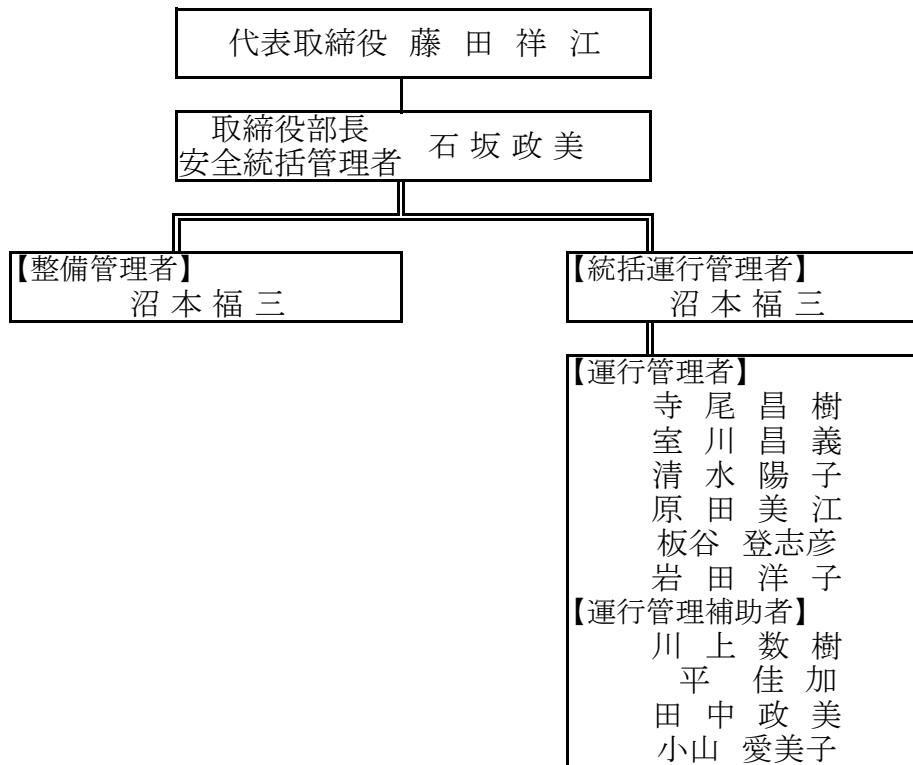 代表取締役 藤 田 祥 江
取締役部長
安全統括管理者 石 坂 政 美
【整備管理者】
沼 本 福 三
【統括運行管理者】
沼 本 福 三
【運行管理者】
寺 尾 昌 樹
室 川 昌 義
清 水 陽 子
原 田 美 江
板谷 登志彦
岩 田 洋 子
【運行管理補助者】
川 上 数 樹
平 佳 加
田 中 政 美
小山 愛美子